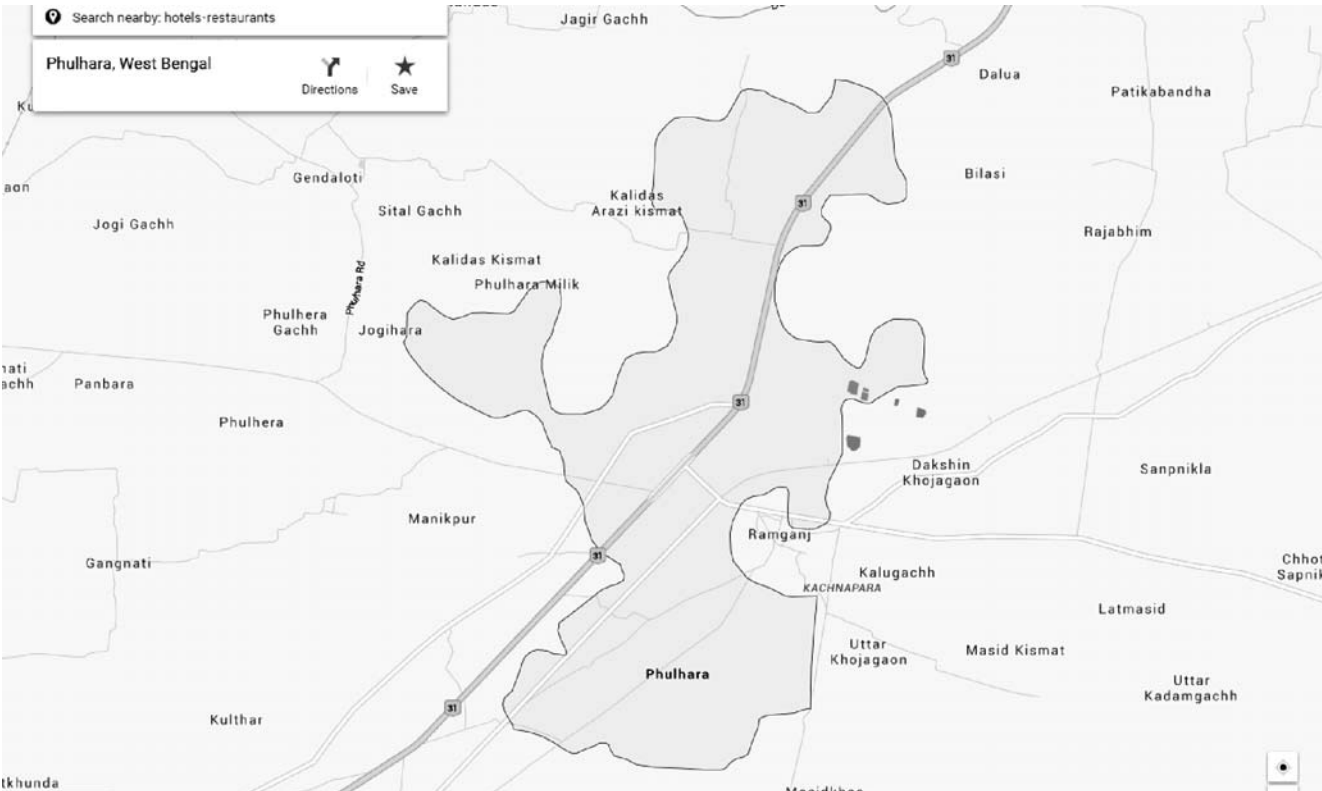 Search nearby: hotels-restaurants
Phulhara, West Bengal
Directions
Save
Jagir Gachh
31
Dalua
Patikabandha
Gendaloti
Bilasi
Kalidas
Arazi kismat
31
Sital Gachh
Jogi Gachh
Rajabhim
Kalidas Kismat
Phulhara Milik
Phulhara Rd
Phulhera
Gachh
Jogihara
Panbara
31
Phulhera
Dakshin
Khojagaon
Sanpnikla
Manikpur
Ramganj
31
Gangnati
Kalugachh
KACHNAPARA
Latmasid
Uttar
Khojagaon
Masid Kismat
Phulhara
Uttar
Kadamgachh
31
Kulthar